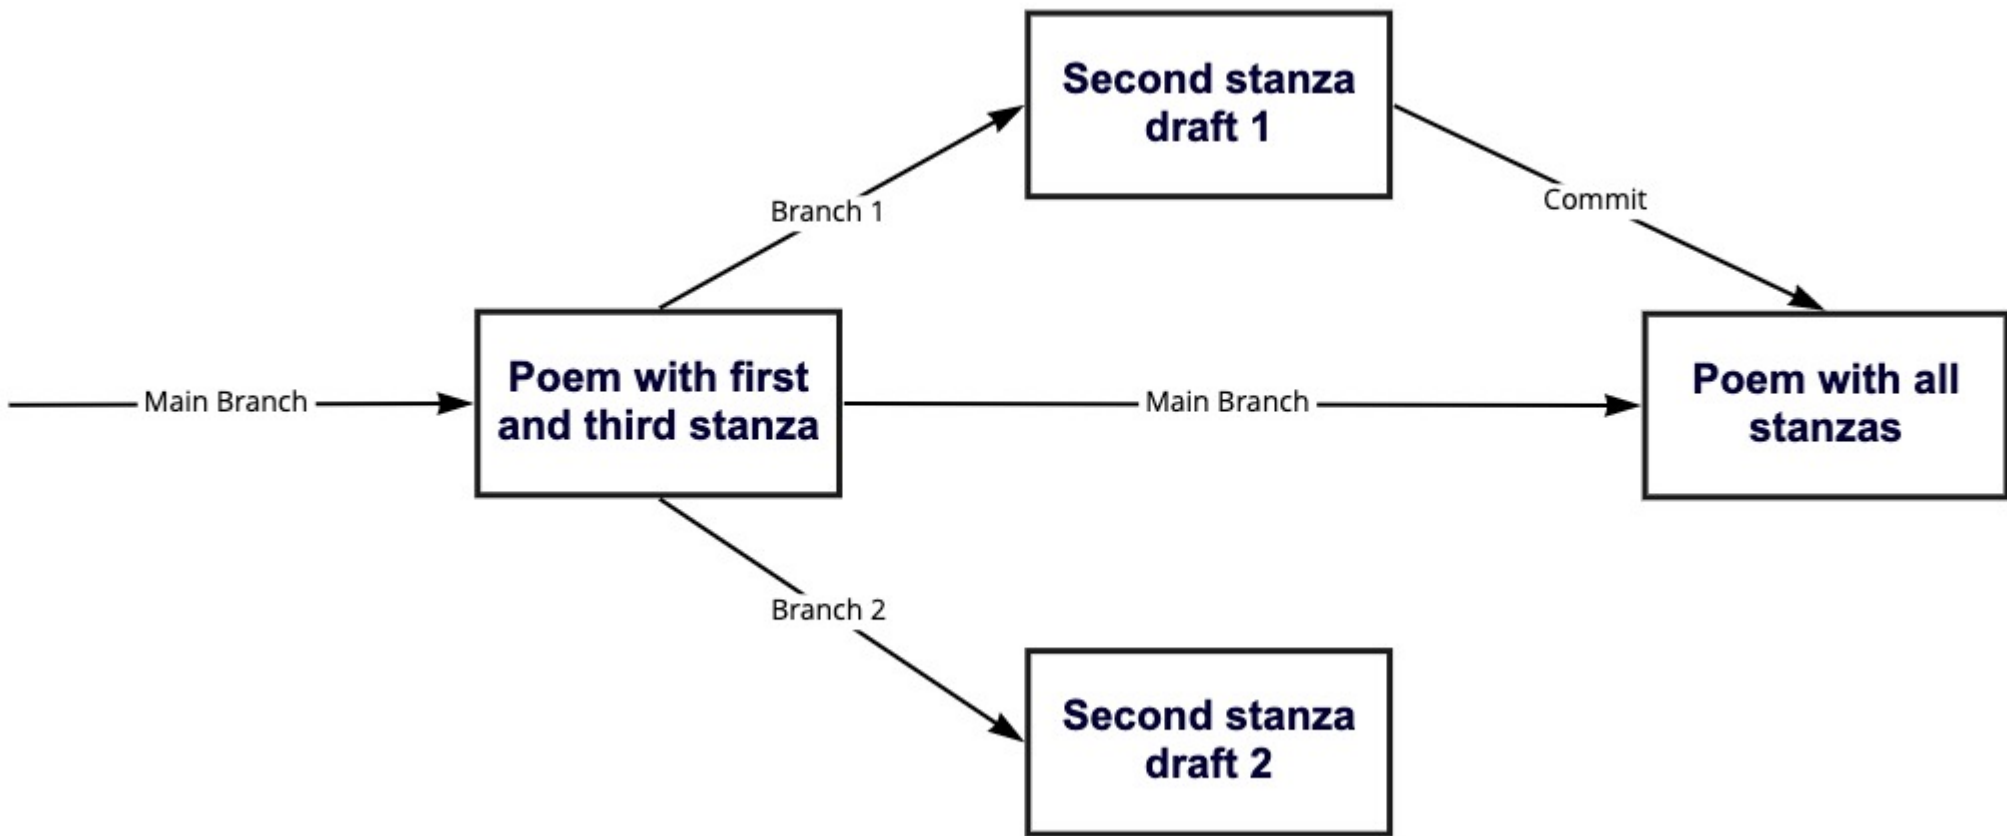 Second stanza
draft 1
Branch 1
Commit
Main Branch
Poem with first
and third stanza
Main Branch
Poem with all
stanzas
Branch 2
Second stanza
draft 2